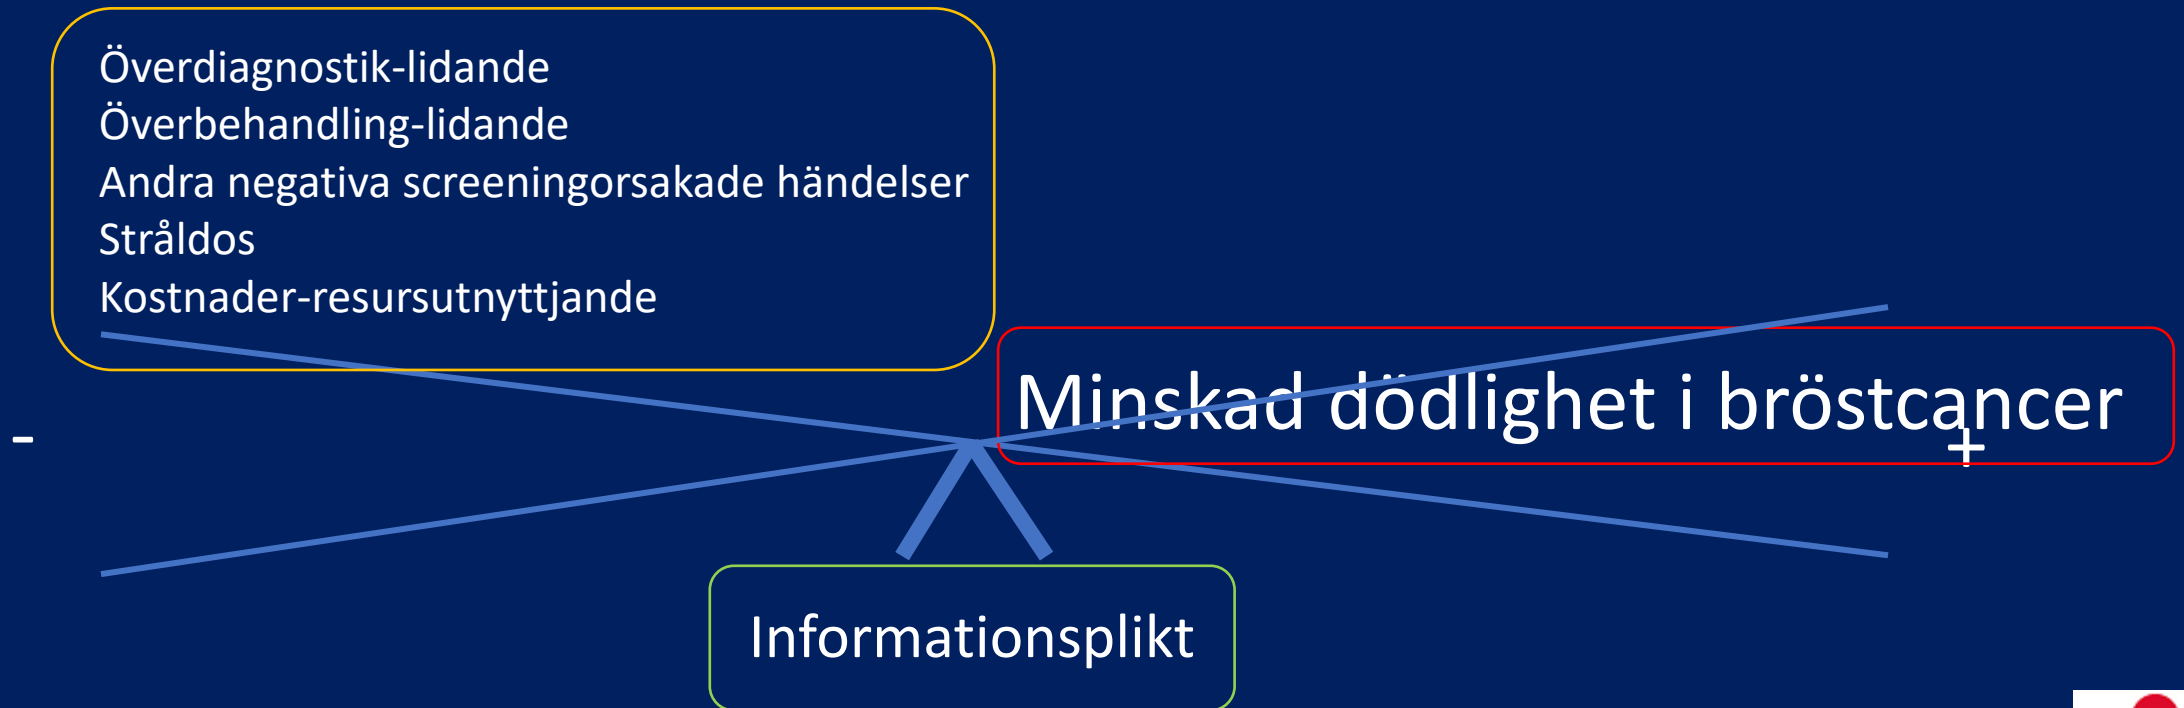 Överdiagnostik-lidande
Överbehandling-lidande
Andra negativa screeningorsakade händelser
Stråldos
Kostnader-resursutnyttjande
Minskad dödlighet i bröstcancer
-
+
Informationsplikt